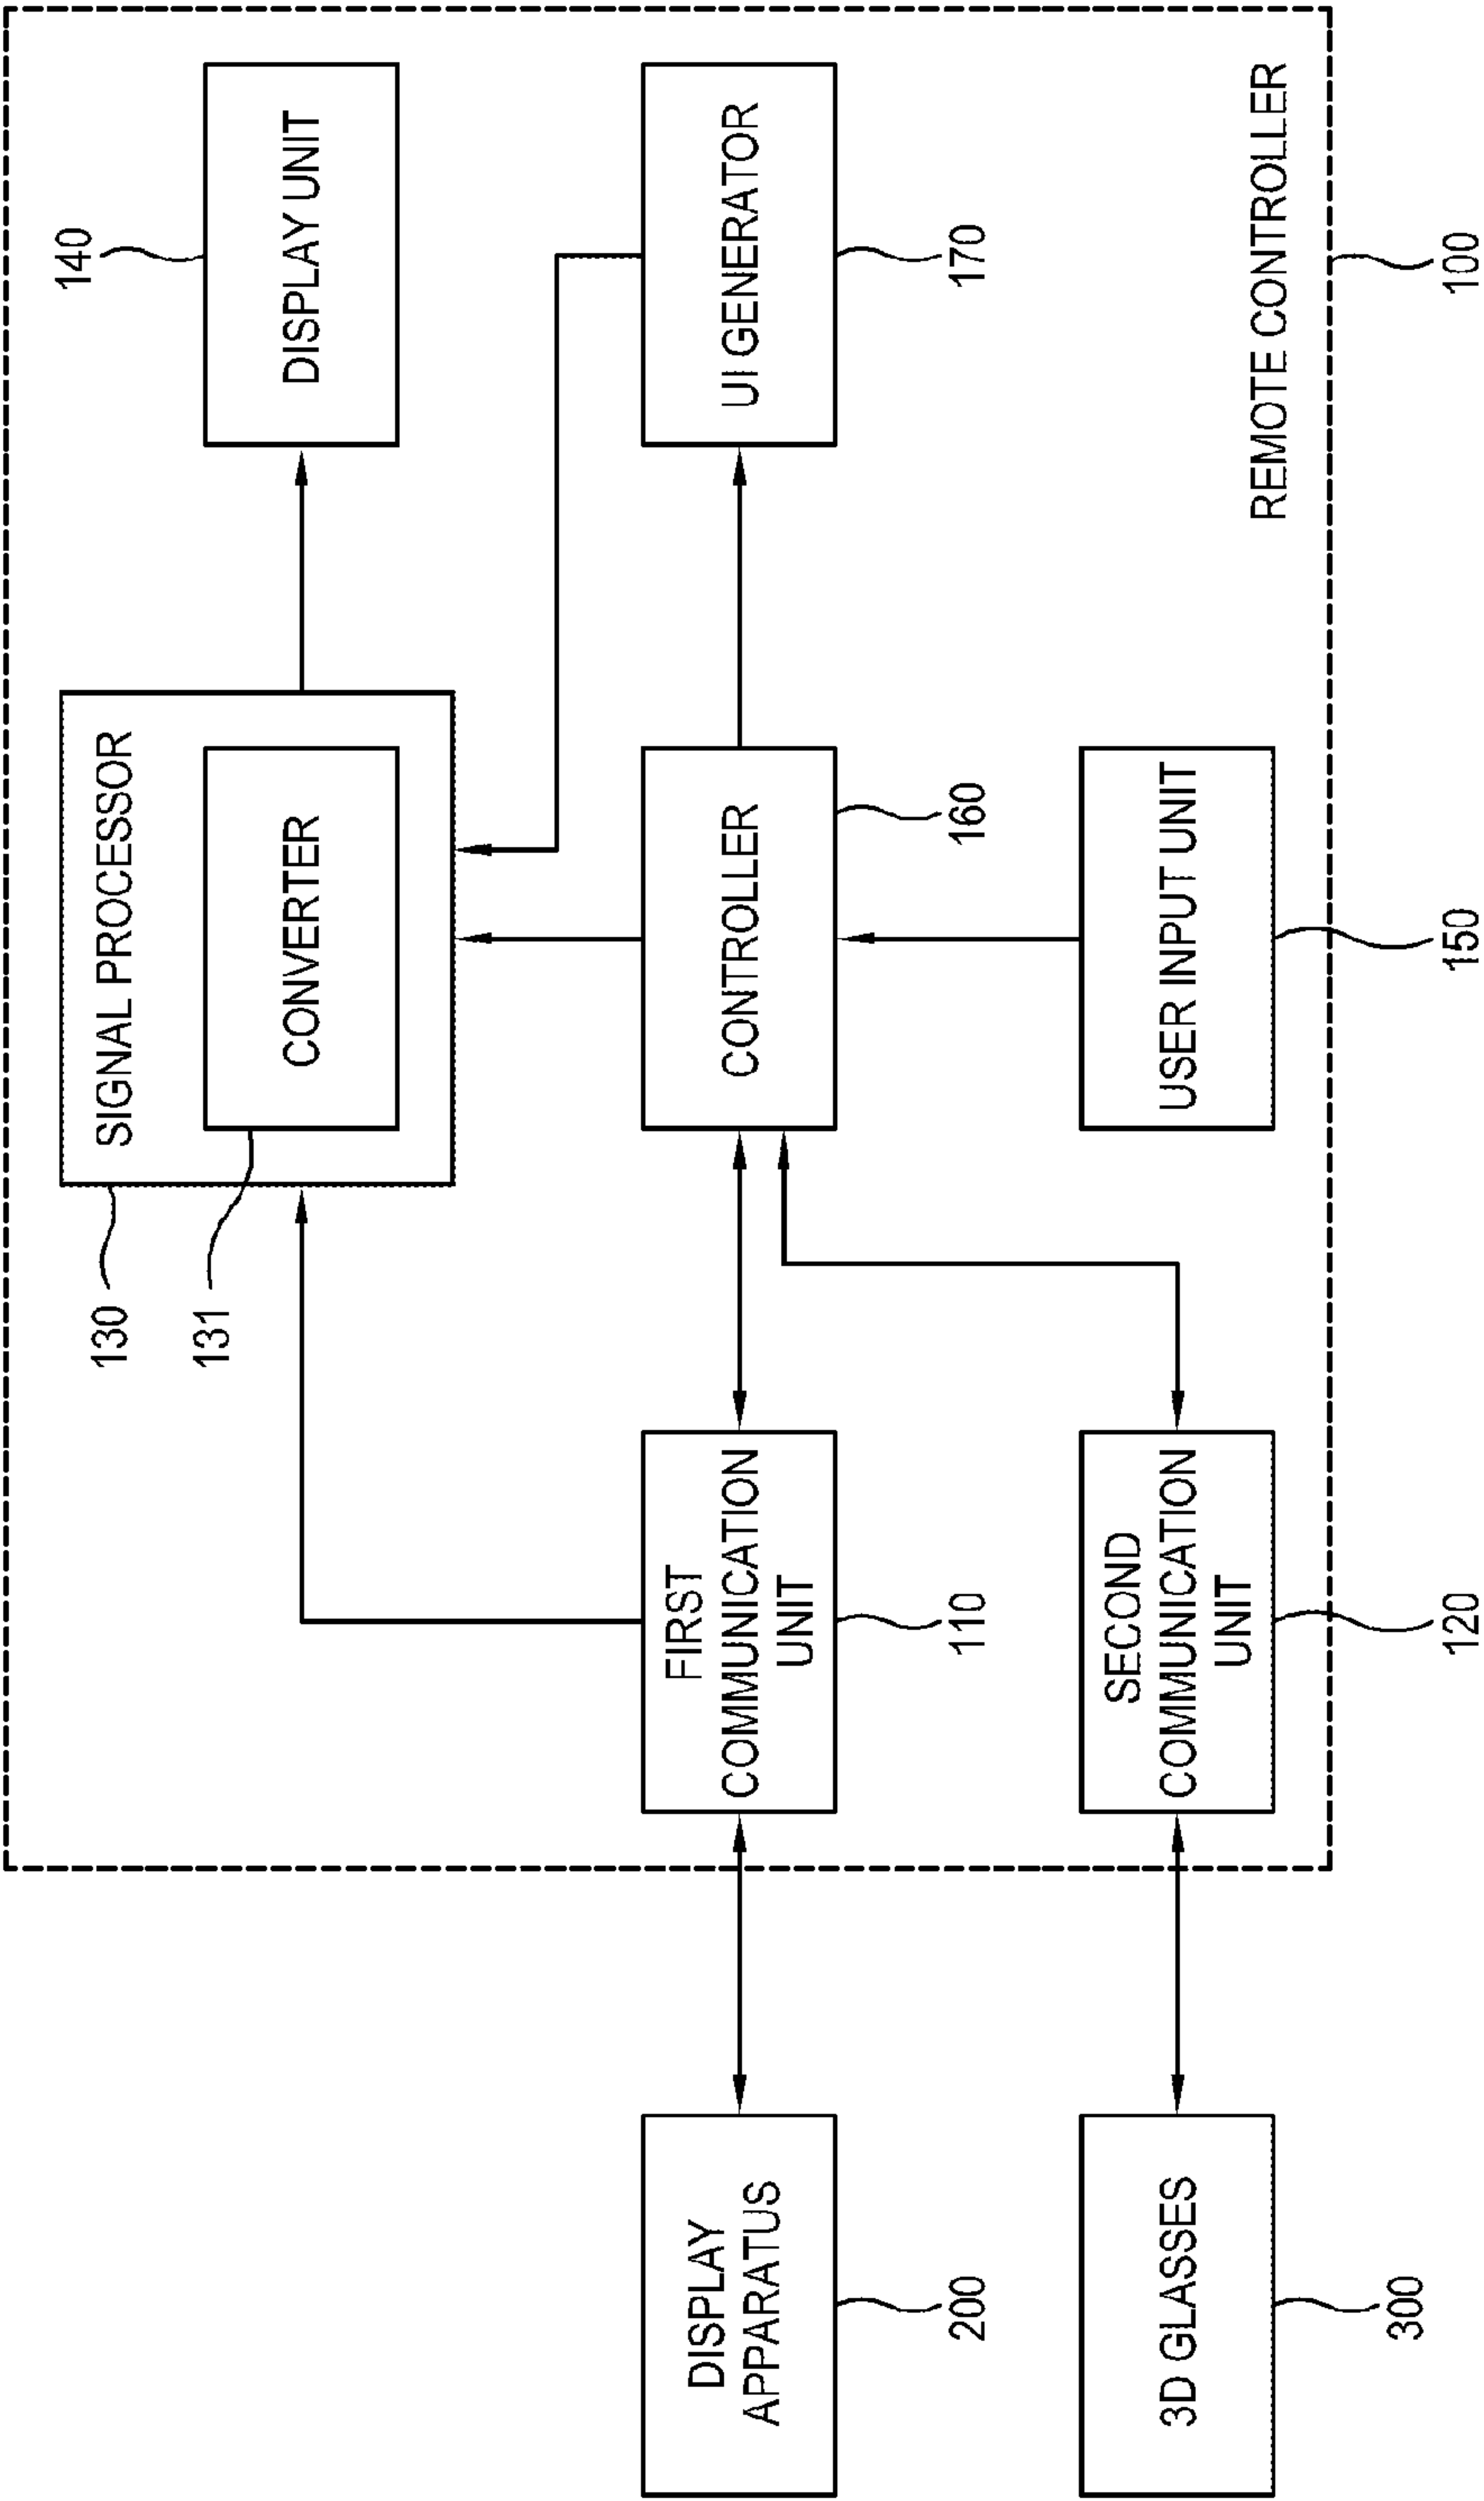 130
SIGNAL PROCESSOR
140
131
CONVERTER
DISPLAY UNIT
DISPLAY
APPARATUS
FIRST
COMMUNICATION
UNIT
CONTROLLER
UI GENERATOR
200
110
160
170
3D GLASSES
SECOND
COMMUNICATION
UNIT
USER INPUT UNIT
REMOTE CONTROLLER
300
120
150
100